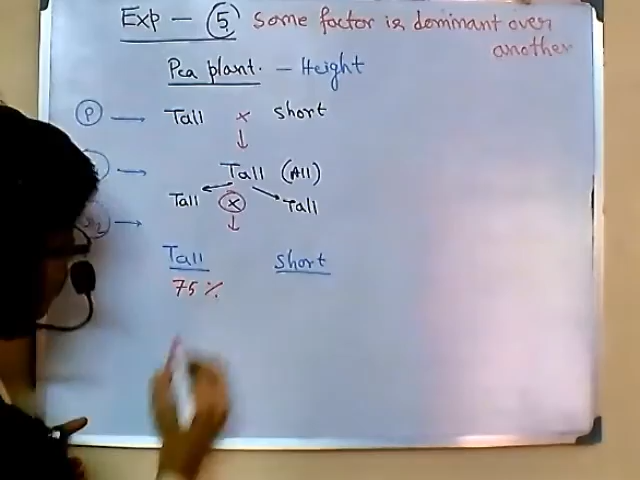 Exp - 5 Some factor is dominant over
another
Pea plant. - Height
P → Tall x short
↓
→ Tall (All)
Tall x Tall
2 → ↓
Tall short
75 %